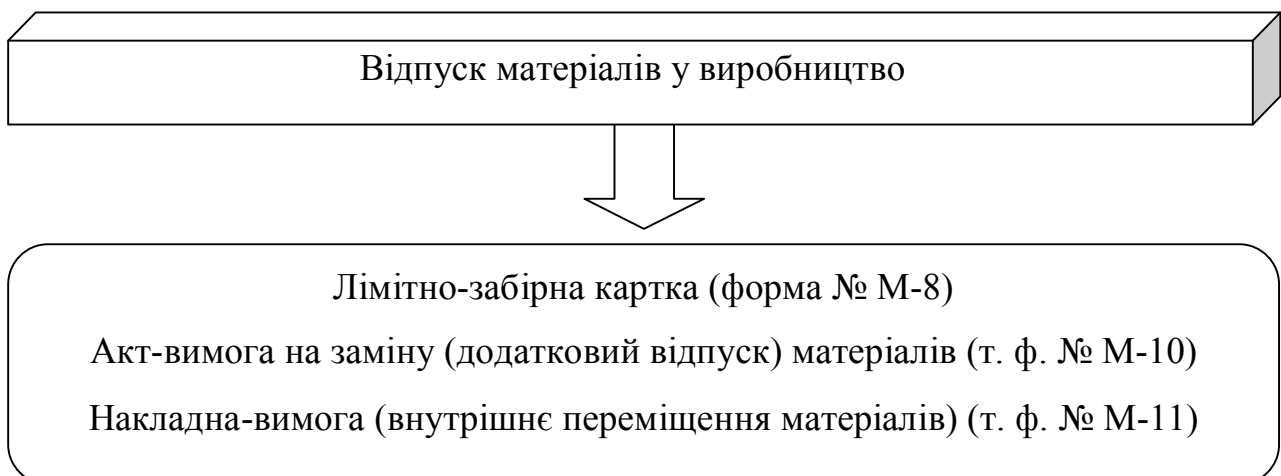 Відпуск матеріалів у виробництво
Лімітно-забірна картка (форма № М-8)
Акт-вимога на заміну (додатковий відпуск) матеріалів (т. ф. № М-10)
Накладна-вимога (внутрішнє переміщення матеріалів) (т. ф. № М-11)